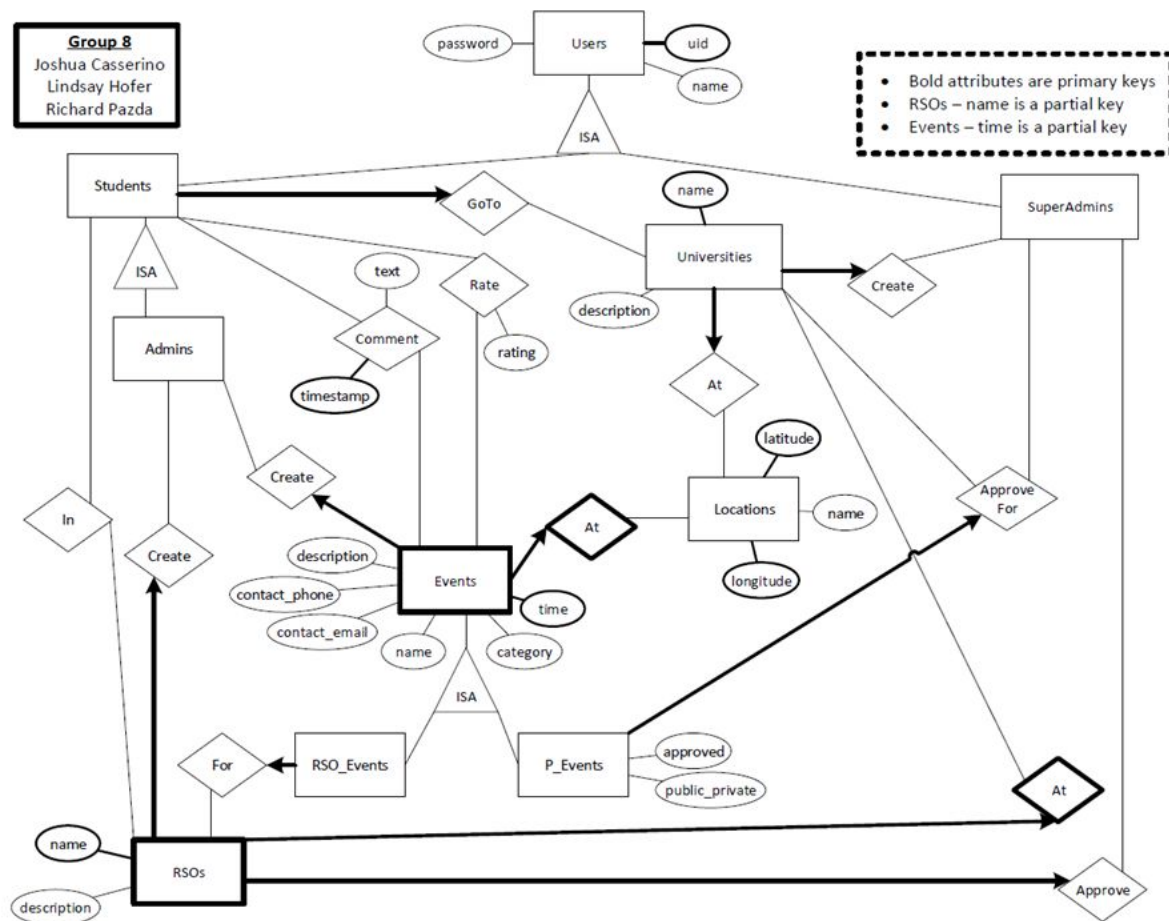 Group 8
Joshua Casserino
Lindsay Hofer
Richard Pazda
password
Users
uid
name
• Bold attributes are primary keys
• RSOs – name is a partial key
• Events – time is a partial key
ISA
Students
GoTo
name
SuperAdmins
Universities
ISA
text
Rate
description
Create
Admins
Comment
rating
timestamp
At
latitude
Create
Approve
For
In
At
Locations
name
Create
description
Events
longitude
contact_phone
time
contact_email
name
category
ISA
For
RSO_Events
P_Events
approved
public_private
At
name
RSOs
description
Approve